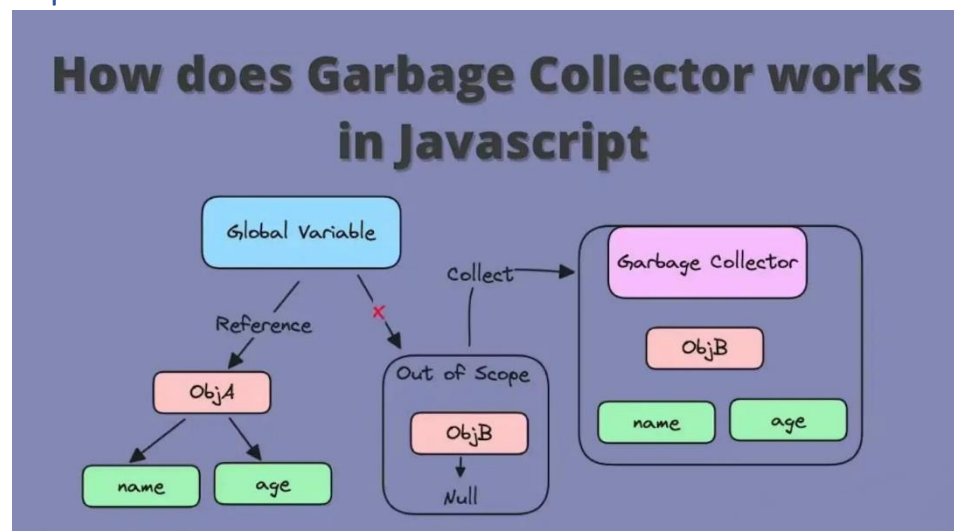 How does Garbage Collector works
in Javascript
Global Variable
Reference
ObjA
name
age
x
Out of Scope
ObjB
Null
Collect
Garbage Collector
ObjB
name
age